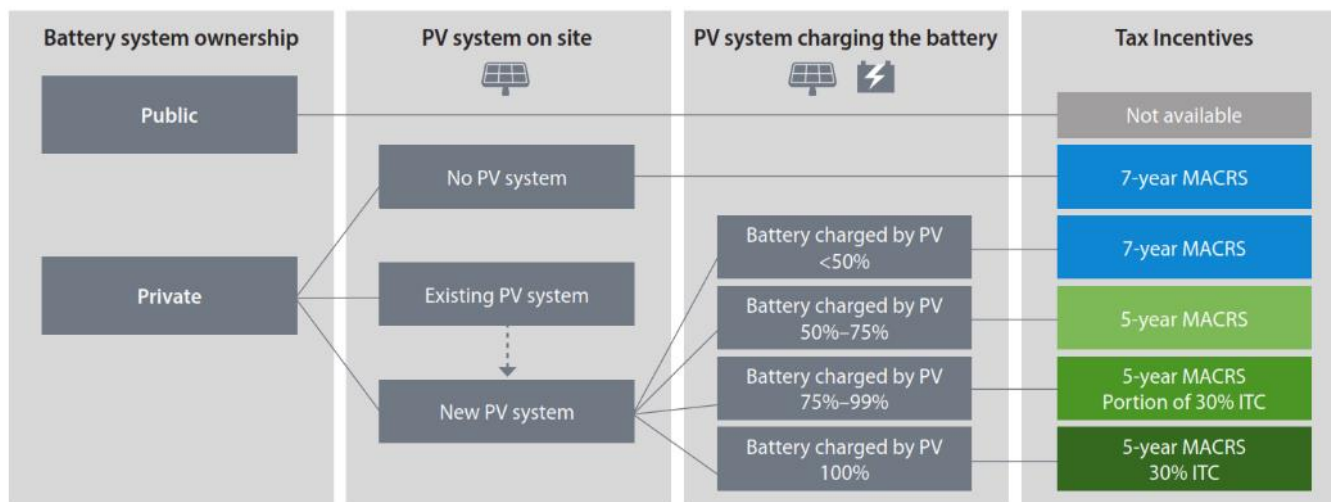 Battery system ownership
PV system on site
PV system charging the battery
Tax Incentives
Public
Not available
No PV system
7-year MACRS
Private
Existing PV system
New PV system
Battery charged by PV
<50%
7-year MACRS
Battery charged by PV
50%–75%
5-year MACRS
Battery charged by PV
75%–99%
5-year MACRS
Portion of 30% ITC
Battery charged by PV
100%
5-year MACRS
30% ITC